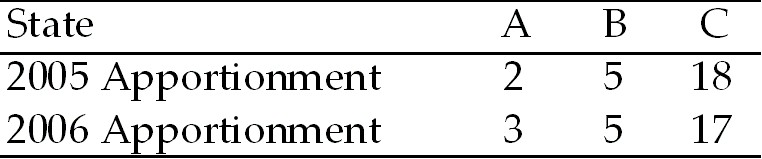 State A B C
2005 Apportionment 2 5 18
2006 Apportionment 3 5 17